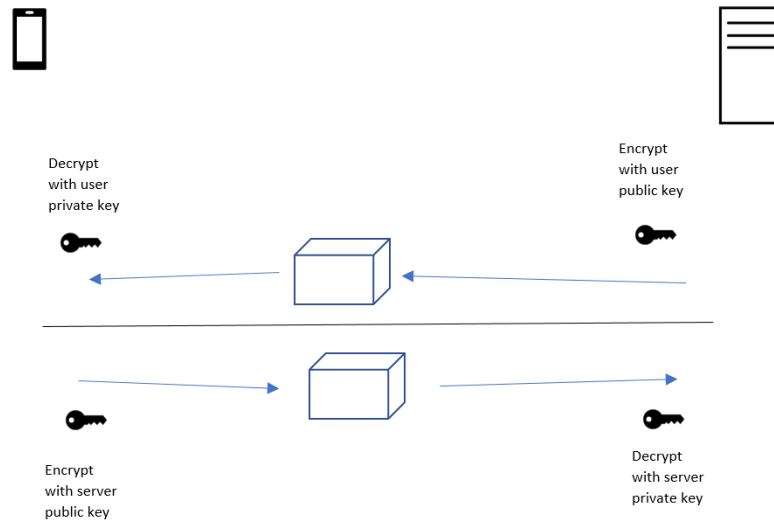 Encrypt
with user
public key
Decrypt
with user
private key
Encrypt
with server
public key
Decrypt
with server
private key